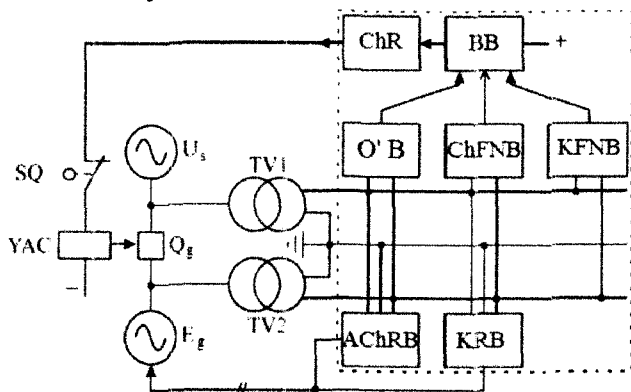 ChR
BB
+
O' B
ChFNB
KFNB
U_s
TV1
SQ
YAC
Q_g
–
TV2
E_g
AChRB
KRB